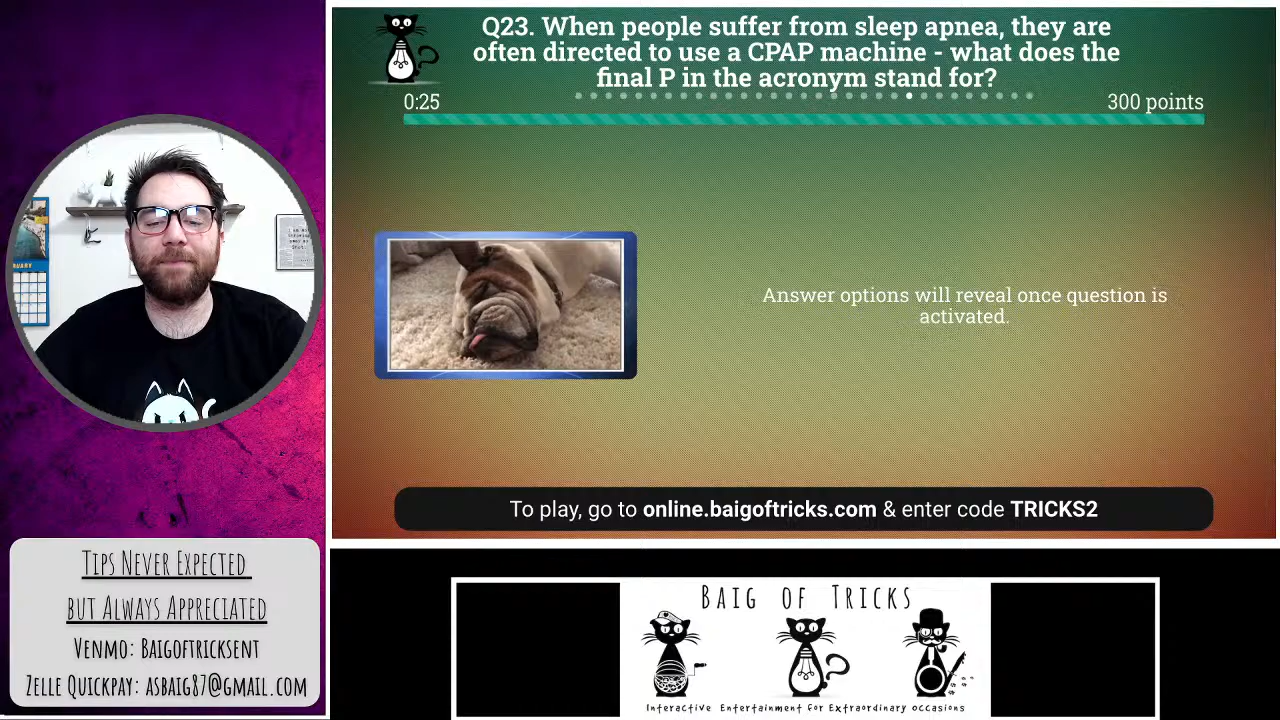 Q23. When people suffer from sleep apnea, they are
often directed to use a CPAP machine - what does the
final P in the acronym stand for?
0:25
300 points
Answer options will reveal once question is
activated.
To play, go to online.baigoftricks.com & enter code TRICKS2
Tips Never Expected
but Always Appreciated
Venmo: Baigoftricksent
Zelle Quickpay: asbaig87@gmail.com
Baig of Tricks
Interactive Entertainment for Extraordinary Occasions